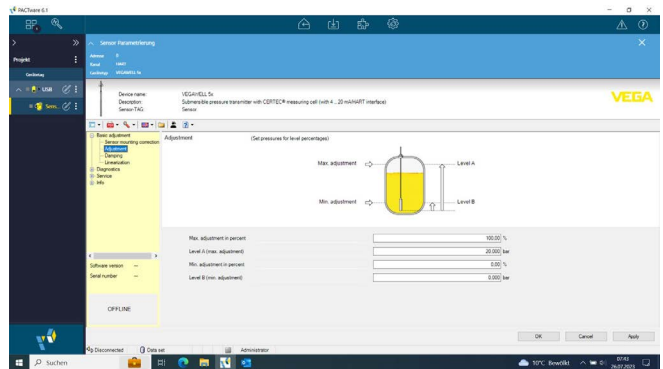 PACTware 6.1
Sensor Parametrierung
Projekt
Adresse 0
Kanal HART
Gerätetyp VEGAWELL 5x
Gerätetag
USB
Sens...
Device name: VEGAWELL 5x
Description: Submersible pressure transmitter with CERTEC® measuring cell (with 4 ... 20 mA/HART interface)
Sensor-TAG: Sensor
VEGA
Basic adjustment
Sensor mounting correction
Adjustment
Damping
Linearization
Diagnostics
Service
Info
Adjustment (Set pressures for level percentages)
Max. adjustment
Level A
Min. adjustment
Level B
Max. adjustment in percent 100.00 %
Level A (max. adjustment) 20.000 bar
Min. adjustment in percent 0.00 %
Level B (min. adjustment) 0.000 bar
Software version --
Serial number --
OFFLINE
OK Cancel Apply
Disconnected Data set Administrator
Suchen
10°C Bewölkt
07:43
26.07.2023